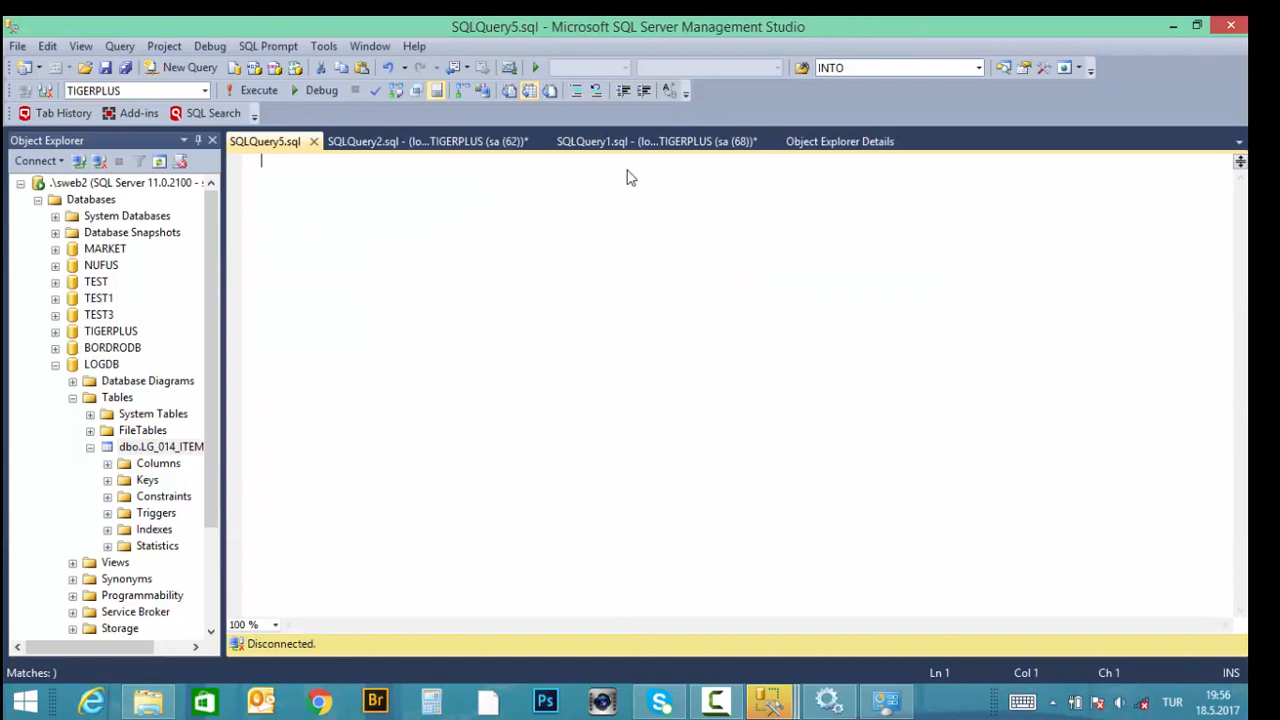 SQLQuery5.sql - Microsoft SQL Server Management Studio
File Edit View Query Project Debug SQL Prompt Tools Window Help
New Query INTO
TIGERPLUS Execute Debug
Tab History Add-ins SQL Search
Object Explorer
SQLQuery5.sql SQLQuery2.sql - (lo...TIGERPLUS (sa (62))* SQLQuery1.sql - (lo...TIGERPLUS (sa (68))* Object Explorer Details
Connect
.\sweb2 (SQL Server 11.0.2100 - s
Databases
System Databases
Database Snapshots
MARKET
NUFUS
TEST
TEST1
TEST3
TIGERPLUS
BORDRODB
LOGDB
Database Diagrams
Tables
System Tables
FileTables
dbo.LG_014_ITEM
Columns
Keys
Constraints
Triggers
Indexes
Statistics
Views
Synonyms
Programmability
Service Broker
Storage
100 %
Disconnected.
Matches: ) Ln 1 Col 1 Ch 1 INS
Br Ps TUR 19:56
18.5.2017